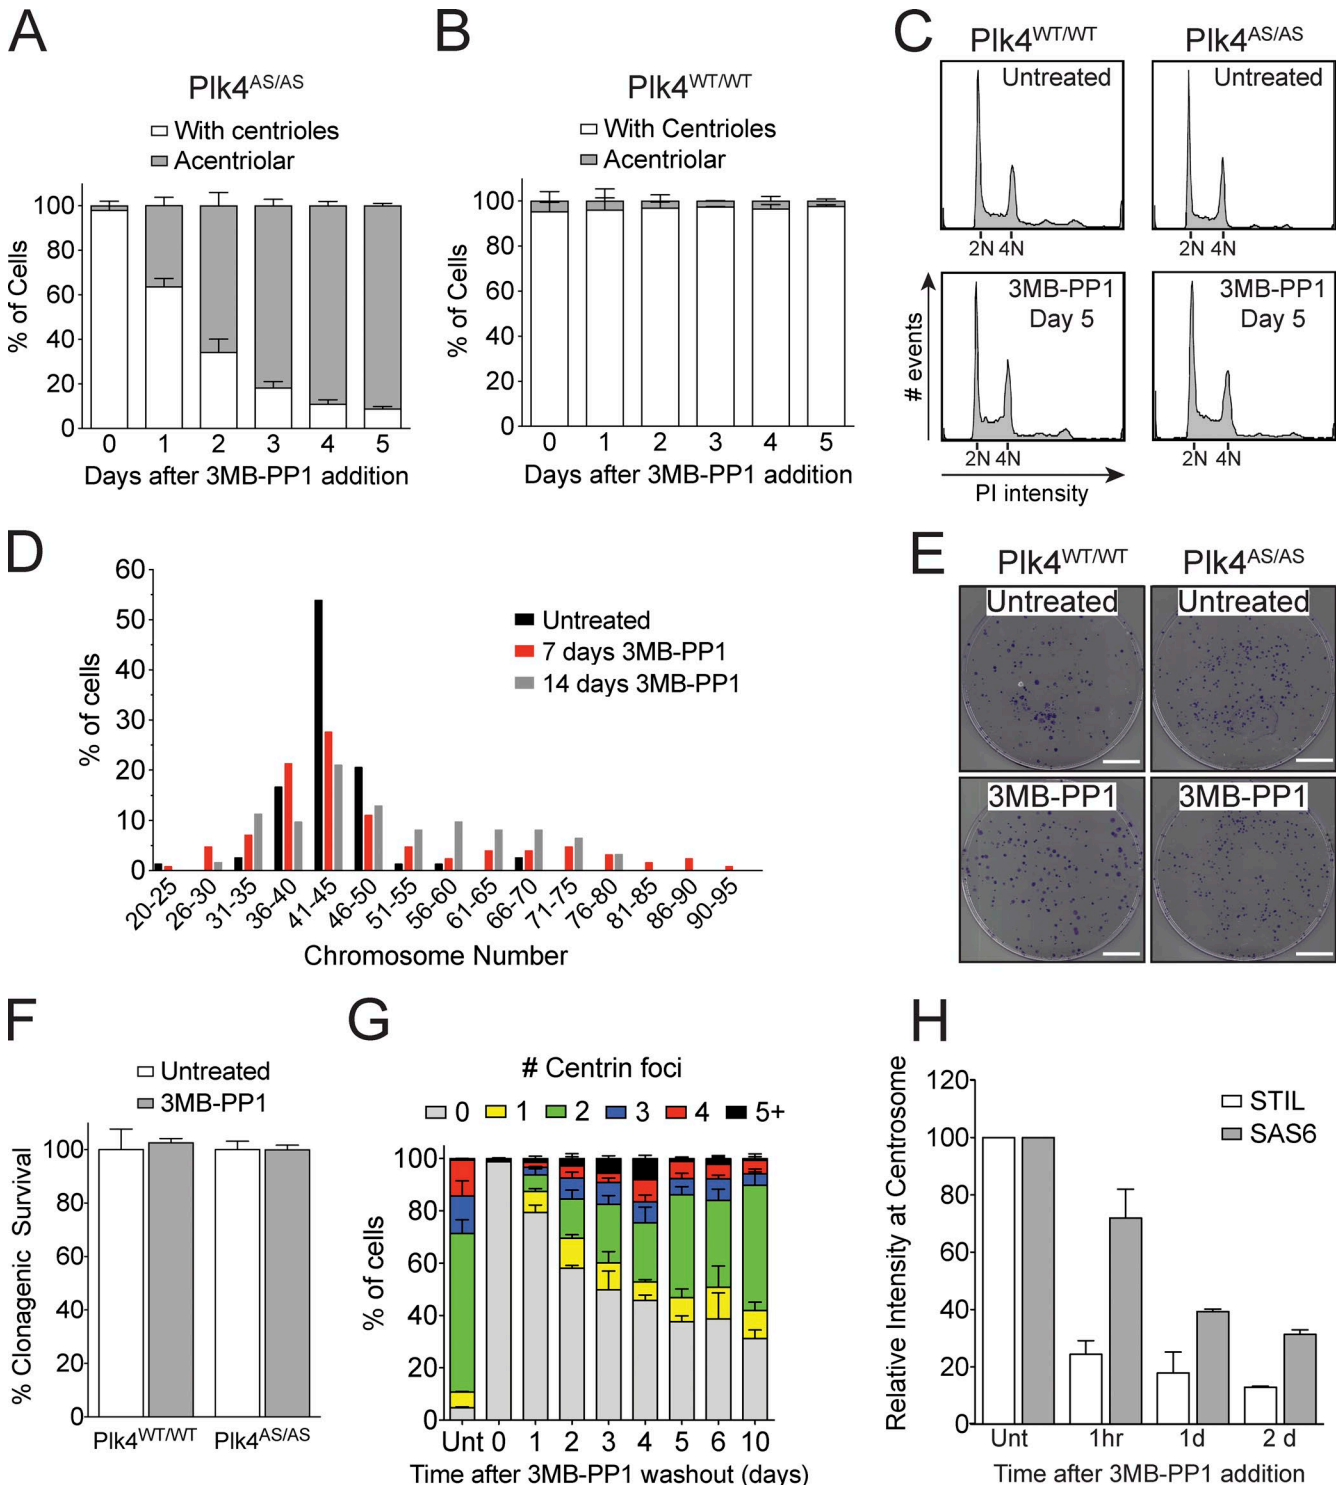 A
Plk4AS/AS
With centrioles
Acentriolar
% of Cells
100
80
60
40
20
0
0 1 2 3 4 5
Days after 3MB-PP1 addition
B
Plk4WT/WT
With Centrioles
Acentriolar
% of Cells
100
80
60
40
20
0
0 1 2 3 4 5
Days after 3MB-PP1 addition
C
Plk4WT/WT
Plk4AS/AS
Untreated
Untreated
2N 4N
2N 4N
3MB-PP1
Day 5
3MB-PP1
Day 5
# events
2N 4N
2N 4N
PI intensity
D
% of cells
60
50
40
30
20
10
0
Untreated
7 days 3MB-PP1
14 days 3MB-PP1
20-25
26-30
31-35
36-40
41-45
46-50
51-55
56-60
61-65
66-70
71-75
76-80
81-85
86-90
90-95
Chromosome Number
E
Plk4WT/WT
Plk4AS/AS
Untreated
Untreated
3MB-PP1
3MB-PP1
F
Untreated
3MB-PP1
% Clonagenic Survival
100
80
60
40
20
0
Plk4WT/WT
Plk4AS/AS
G
# Centrin foci
0 1 2 3 4 5+
% of cells
100
80
60
40
20
0
Unt 0 1 2 3 4 5 6 10
Time after 3MB-PP1 washout (days)
H
Relative Intensity at Centrosome
120
100
80
60
40
20
0
STIL
SAS6
Unt 1hr 1d 2 d
Time after 3MB-PP1 addition